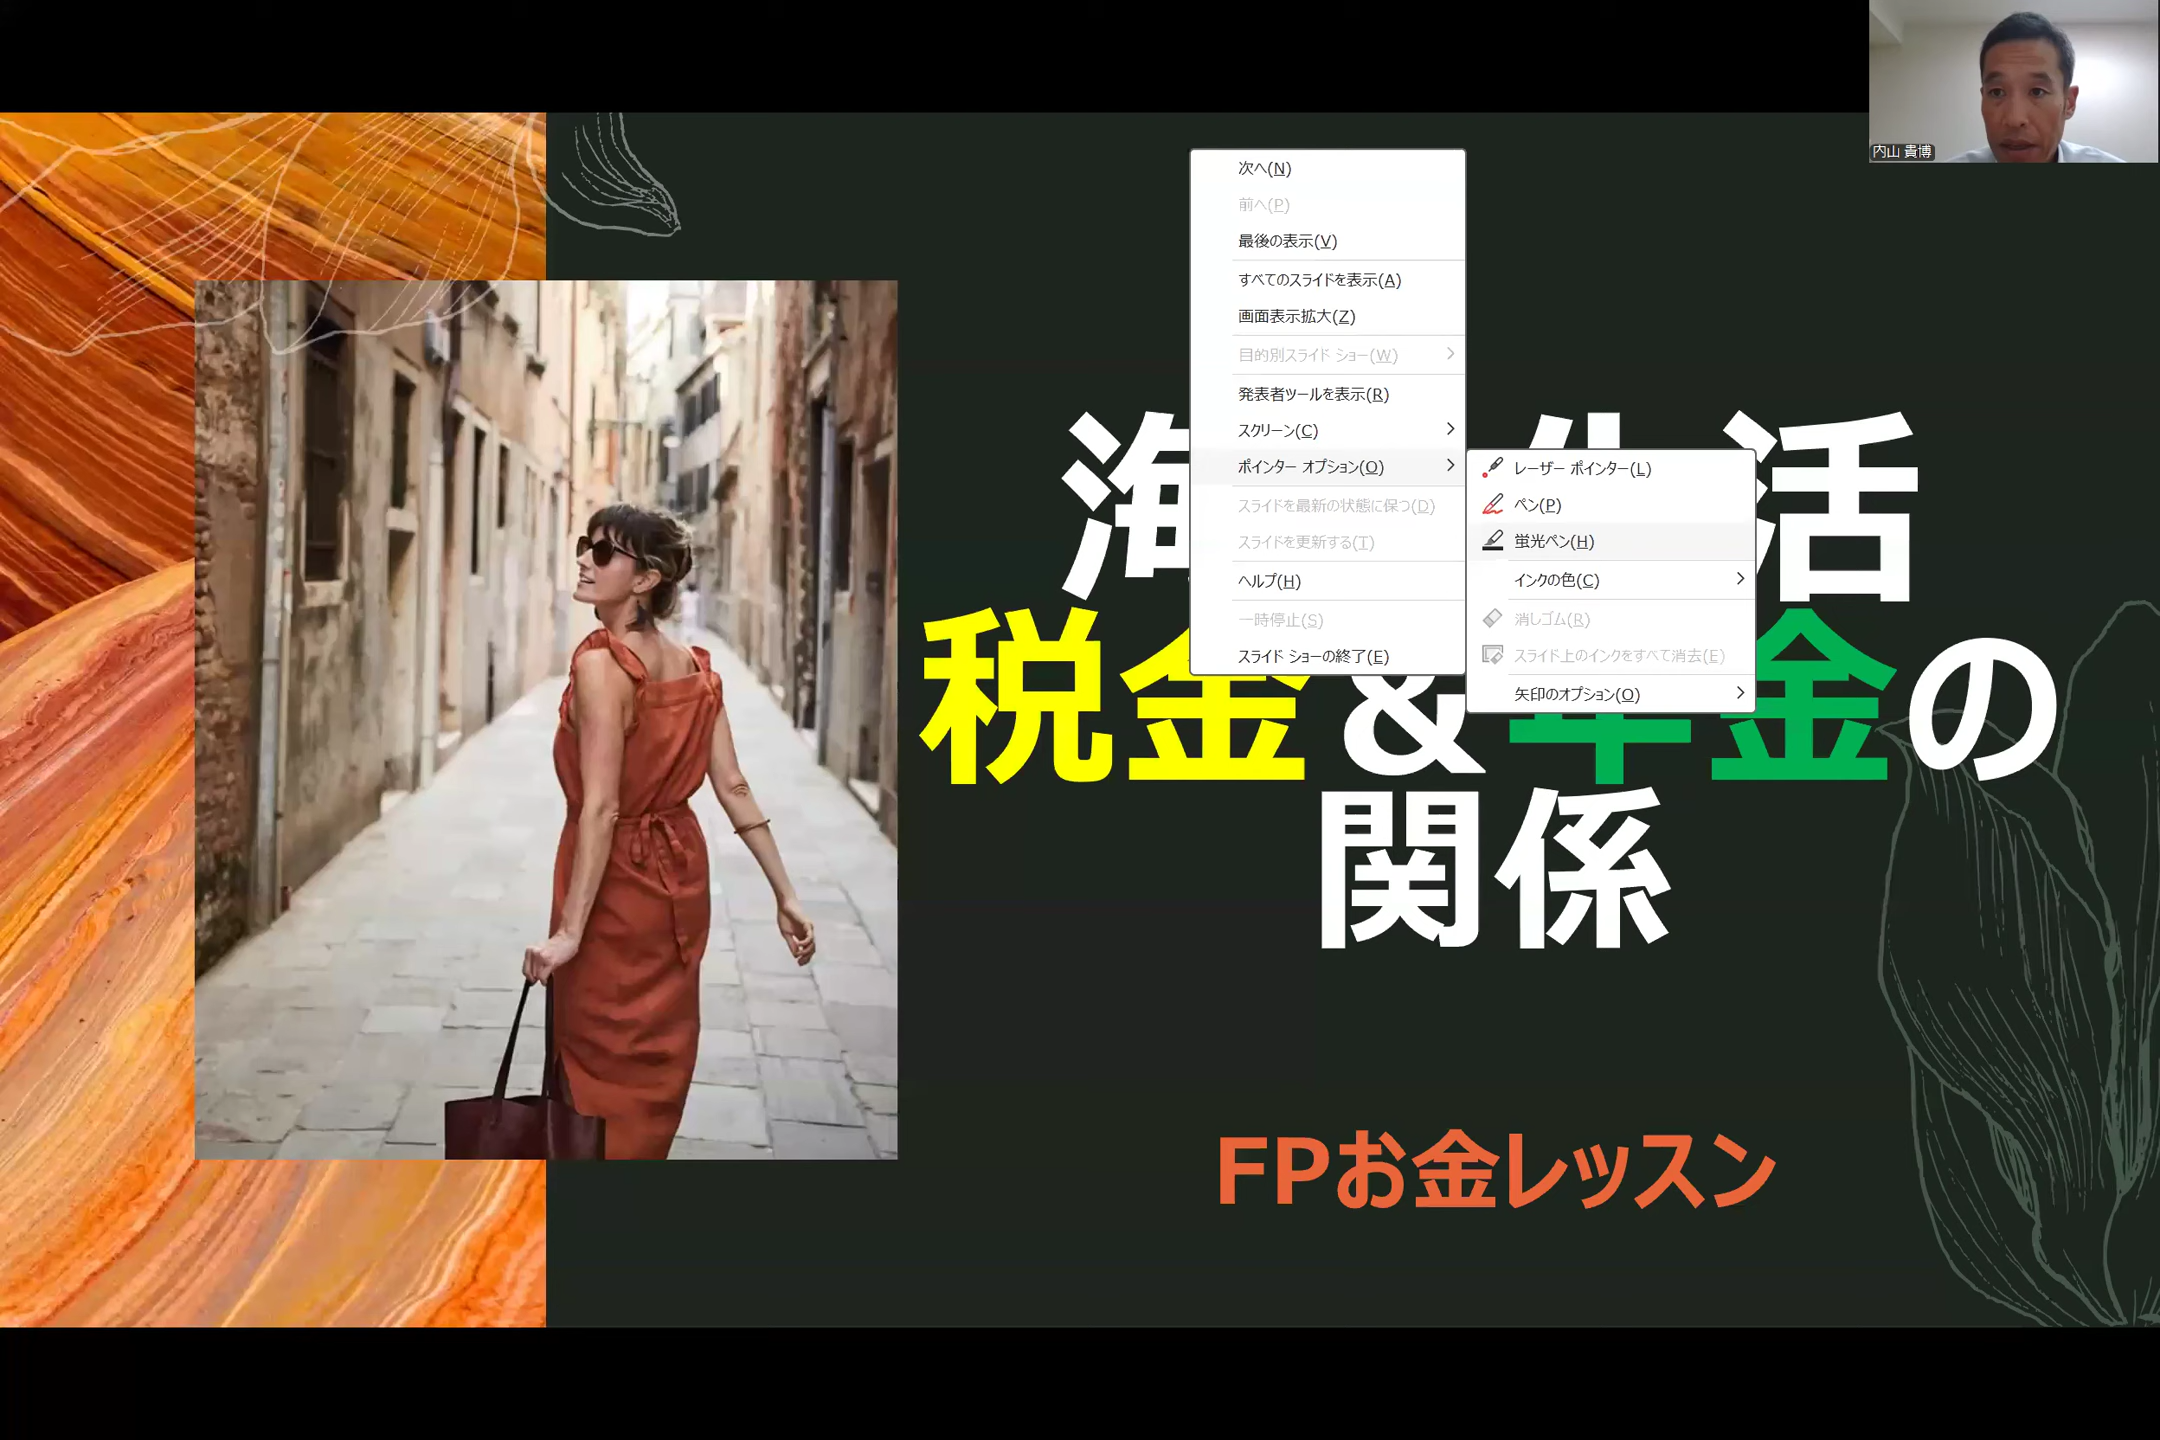 内山 貴博
次へ(N)
前へ(P)
最後の表示(V)
すべてのスライドを表示(A)
画面表示拡大(Z)
目的別スライド ショー(W)
発表者ツールを表示(R)
スクリーン(C)
ポインター オプション(O)
スライドを最新の状態に保つ(D)
スライドを更新する(T)
ヘルプ(H)
一時停止(S)
スライド ショーの終了(E)
レーザー ポインター(L)
ペン(P)
蛍光ペン(H)
インクの色(C)
消しゴム(R)
スライド上のインクをすべて消去(E)
矢印のオプション(O)
海 生活
税金&年金の
関係
FPお金レッスン